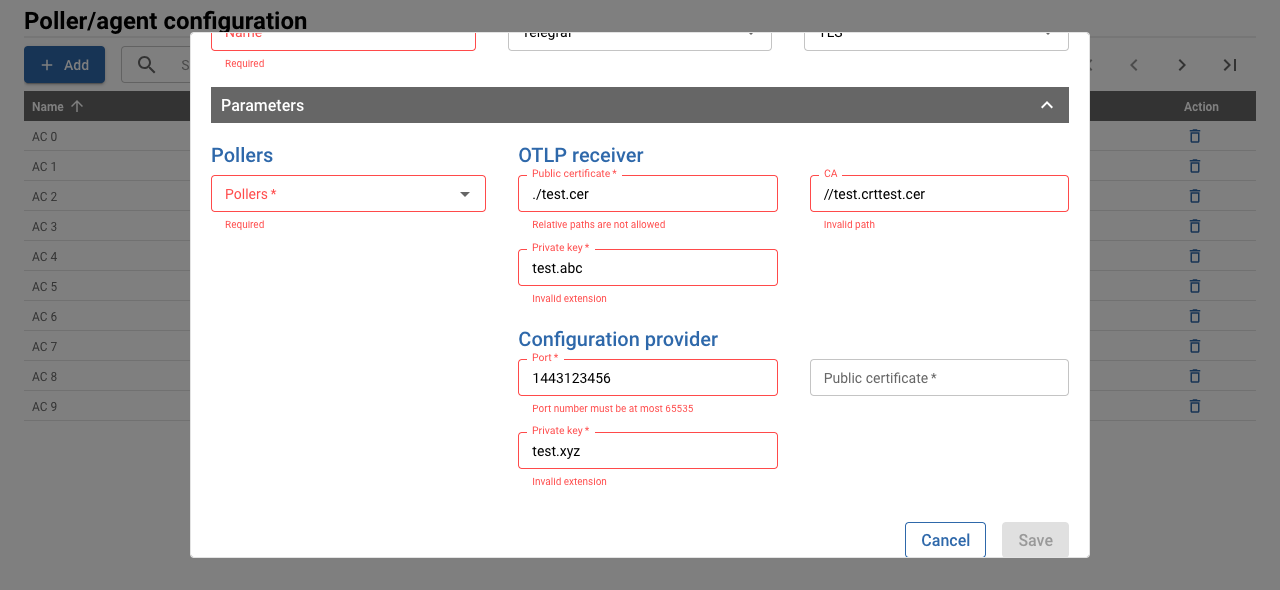 Poller/agent configuration
Add
S
Name
Telegraf
TLS
Required
Name
Action
Parameters
AC 0
AC 1
AC 2
AC 3
AC 4
AC 5
AC 6
AC 7
AC 8
AC 9
Pollers
Pollers *
Required
OTLP receiver
Public certificate *
./test.cer
Relative paths are not allowed
CA
//test.crttest.cer
Invalid path
Private key *
test.abc
Invalid extension
Configuration provider
Port *
1443123456
Port number must be at most 65535
Public certificate *
Private key *
test.xyz
Invalid extension
Cancel
Save